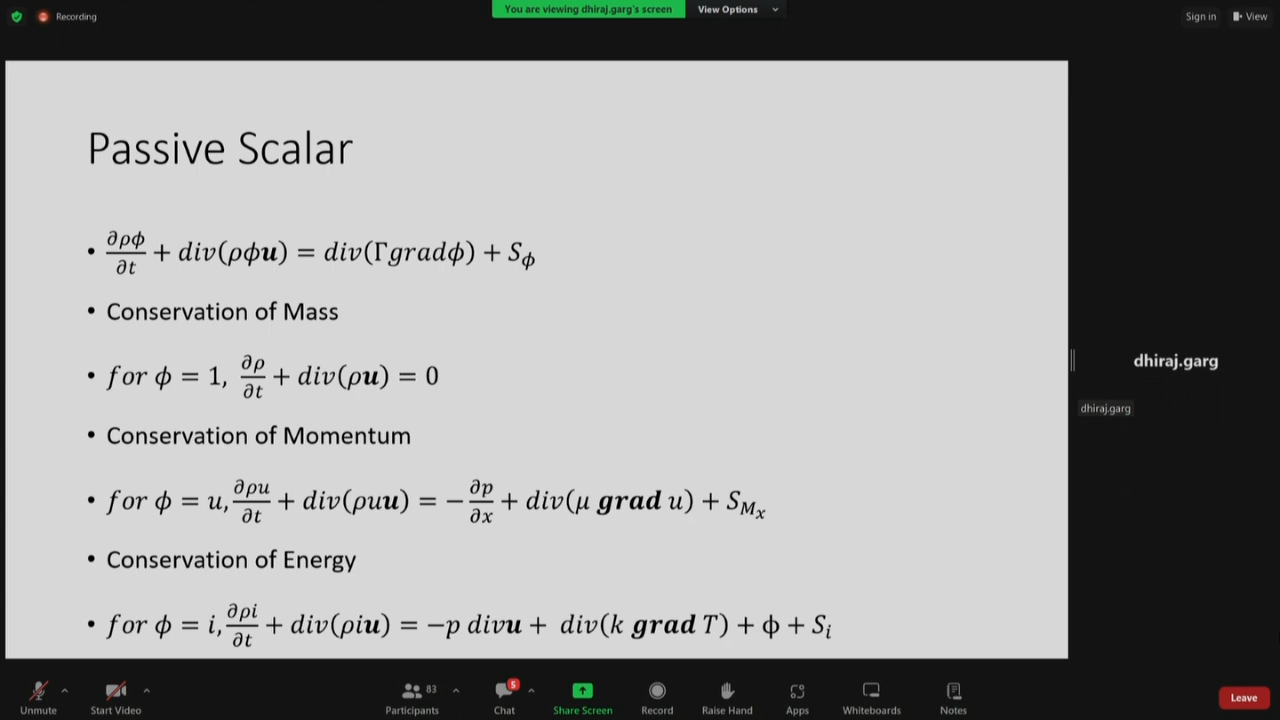 Recording
You are viewing dhiraj.garg's screen
View Options
Sign in
View
Passive Scalar
• ∂ρϕ/∂t + div(ρϕ𝒖) = div(Γgradϕ) + S_ϕ
• Conservation of Mass
• for ϕ = 1, ∂ρ/∂t + div(ρ𝒖) = 0
• Conservation of Momentum
• for ϕ = u, ∂ρu/∂t + div(ρu𝒖) = −∂p/∂x + div(μ grad u) + S_Mx
• Conservation of Energy
• for ϕ = i, ∂ρi/∂t + div(ρi𝒖) = −p div𝒖 + div(k grad T) + ϕ + S_i
dhiraj.garg
dhiraj.garg
Unmute
Start Video
83
Participants
5
Chat
Share Screen
Record
Raise Hand
Apps
Whiteboards
Notes
Leave